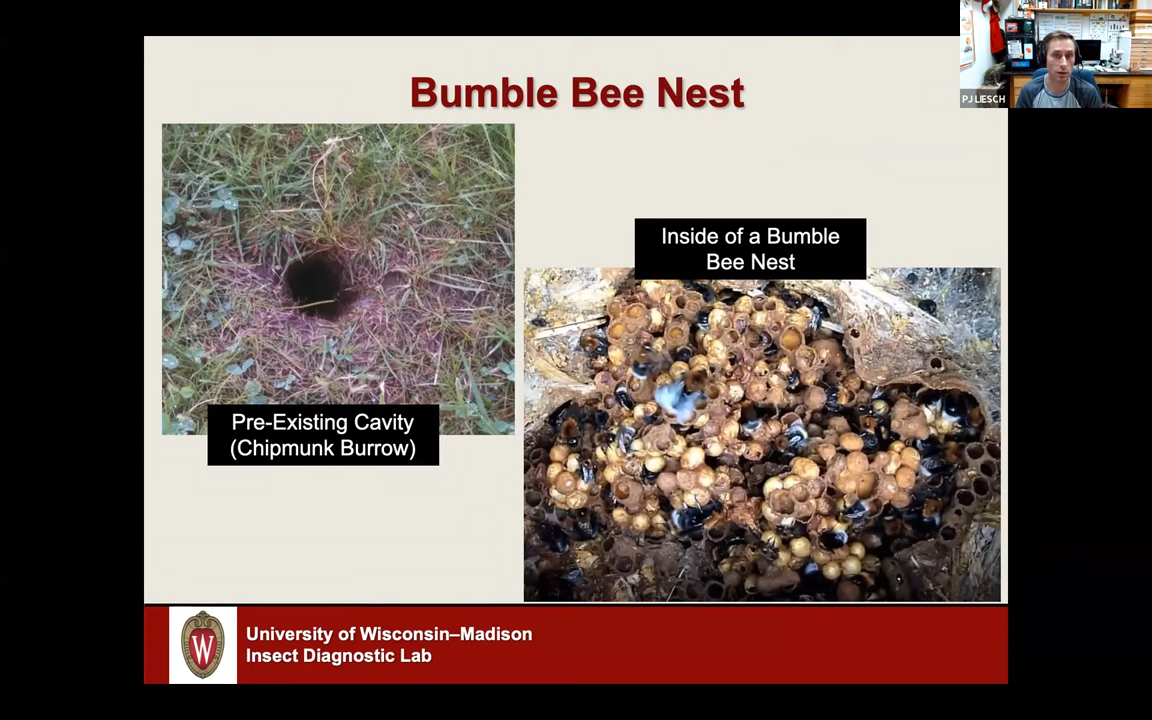 Bumble Bee Nest
PJ LIESCH
Inside of a Bumble
Bee Nest
Pre-Existing Cavity
(Chipmunk Burrow)
W
University of Wisconsin–Madison
Insect Diagnostic Lab